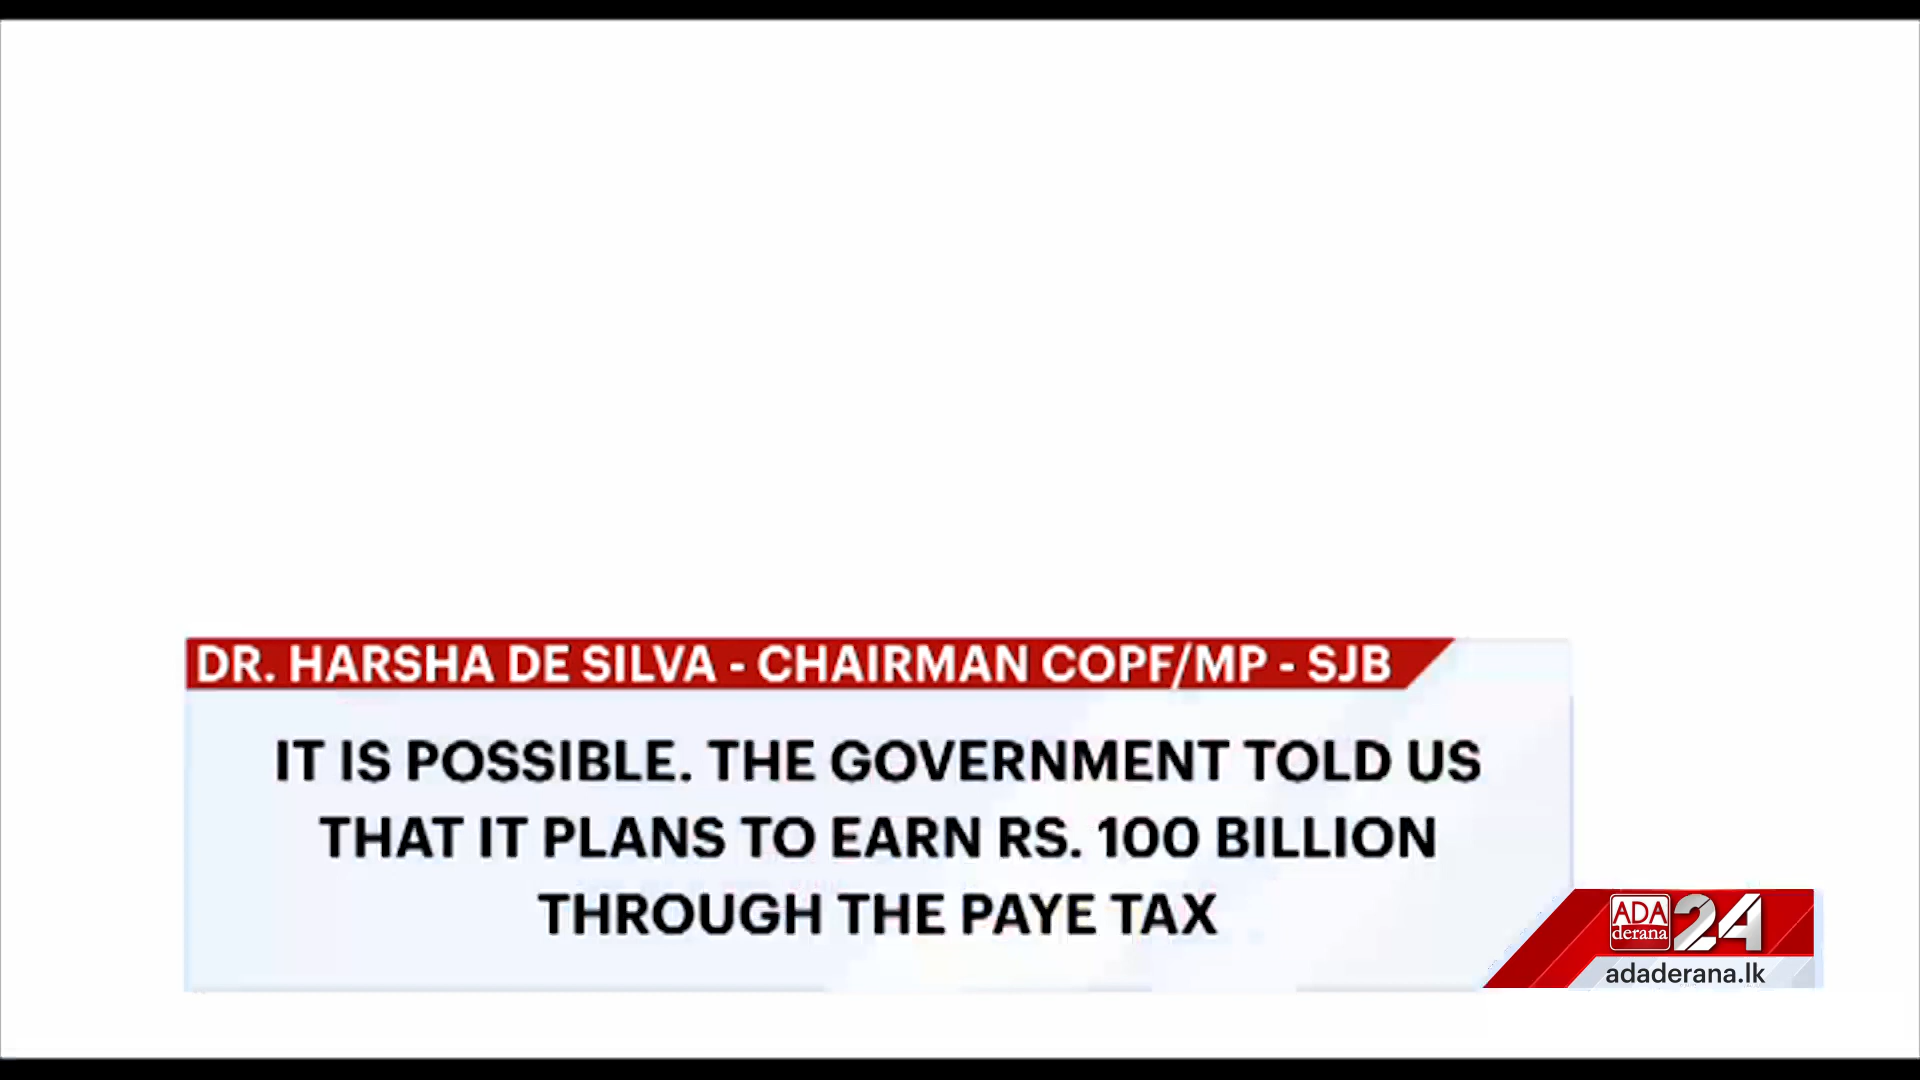 DR. HARSHA DE SILVA - CHAIRMAN COPF/MP - SJB
IT IS POSSIBLE. THE GOVERNMENT TOLD US
THAT IT PLANS TO EARN RS. 100 BILLION
THROUGH THE PAYE TAX
ADA
derana
24
adaderana.lk